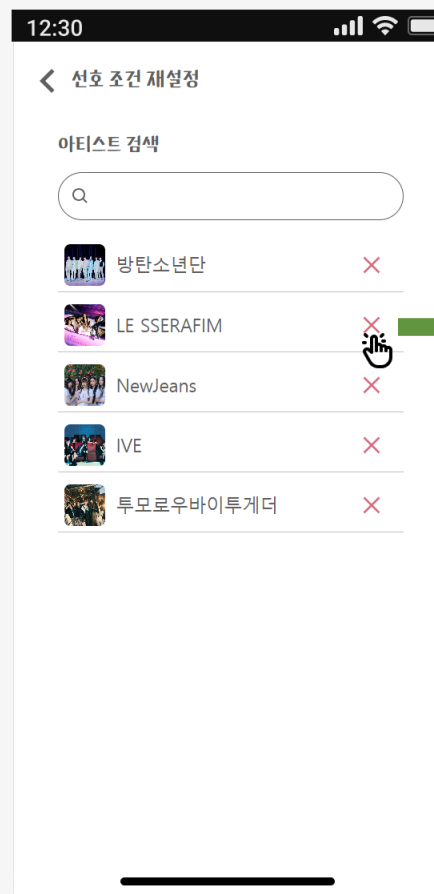 12:30
선호 조건 재설정
아티스트 검색
방탄소년단
LE SSERAFIM
NewJeans
IVE
투모로우바이투게더